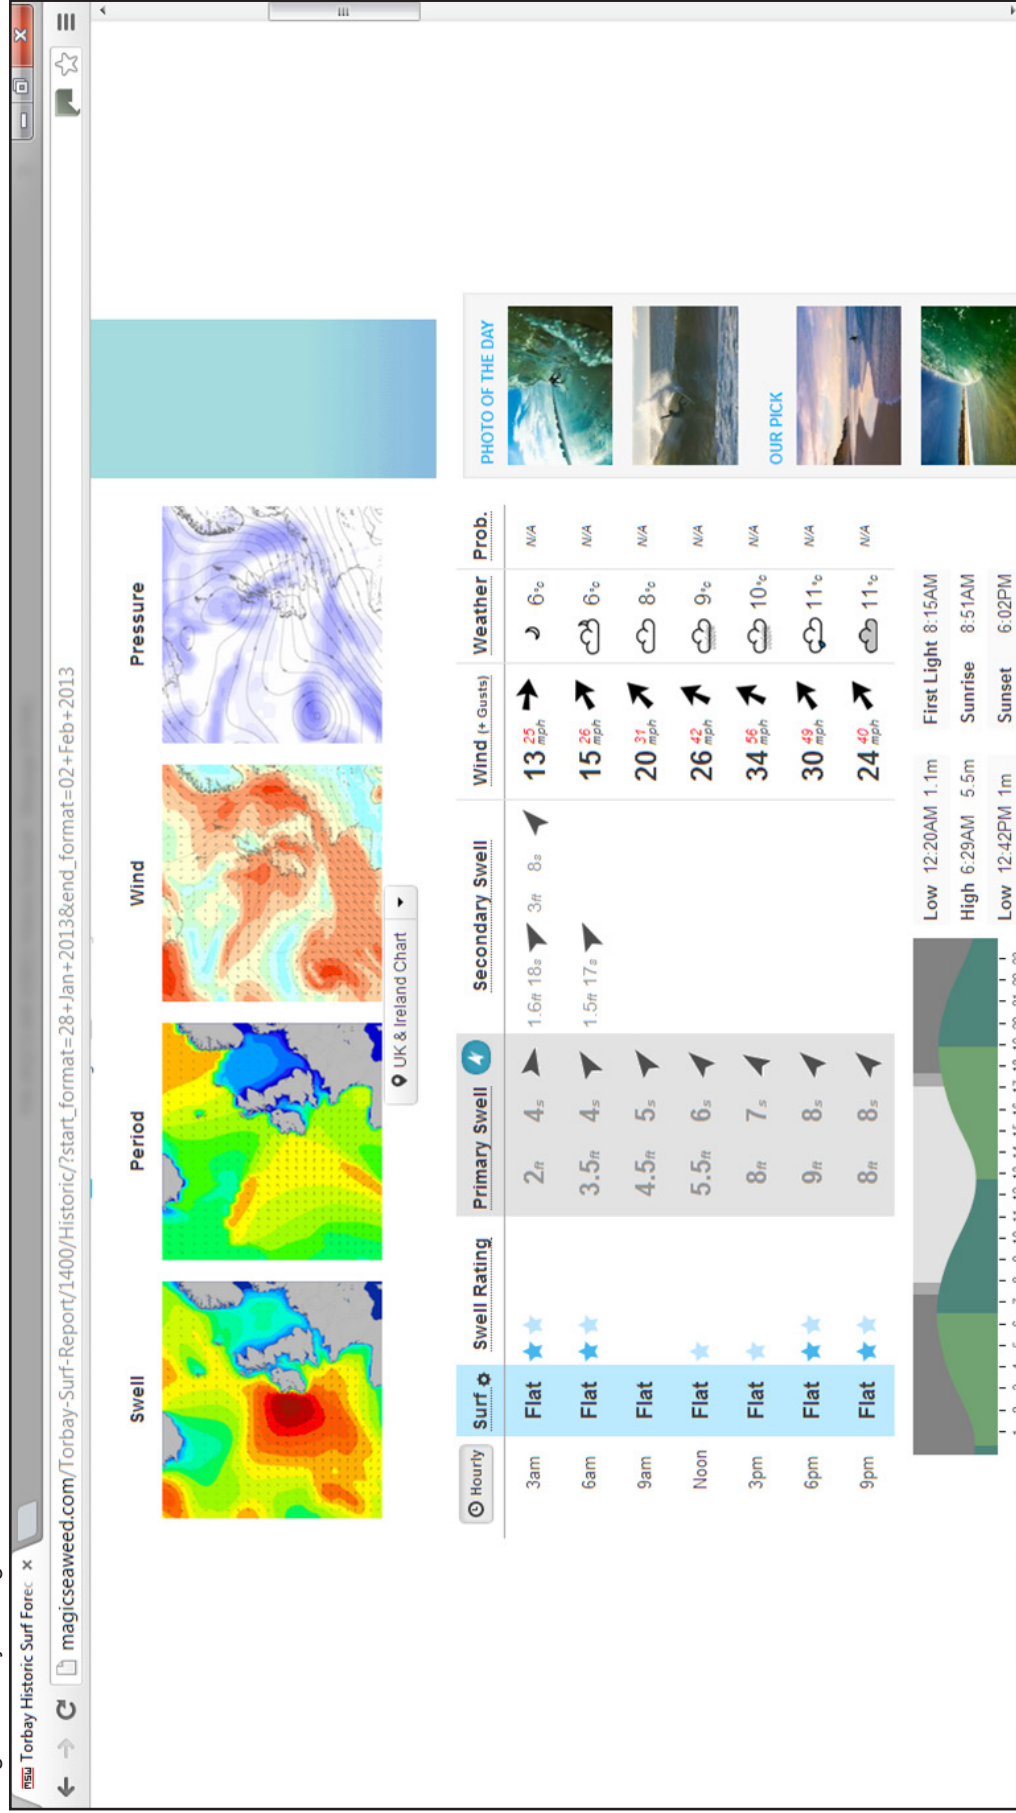 msw Torbay Historic Surf Forec ×
magicseaweed.com/Torbay-Surf-Report/1400/Historic/?start_format=28+Jan+2013&end_format=02+Feb+2013
Swell Period Wind Pressure
UK & Ireland Chart
Hourly Surf Swell Rating Primary Swell Secondary Swell Wind (+ Gusts) Weather Prob.
3am Flat 2ft 4s 1.6ft 18s 3ft 8s 13 25 mph 6°c N/A
6am Flat 3.5ft 4s 1.5ft 17s 15 26 mph 6°c N/A
9am Flat 4.5ft 5s 20 31 mph 8°c N/A
Noon Flat 5.5ft 6s 26 42 mph 9°c N/A
3pm Flat 8ft 7s 34 56 mph 10°c N/A
6pm Flat 9ft 8s 30 49 mph 11°c N/A
9pm Flat 8ft 8s 24 40 mph 11°c N/A
Low 12:20AM 1.1m First Light 8:15AM
High 6:29AM 5.5m Sunrise 8:51AM
Low 12:42PM 1m Sunset 6:02PM
PHOTO OF THE DAY
OUR PICK